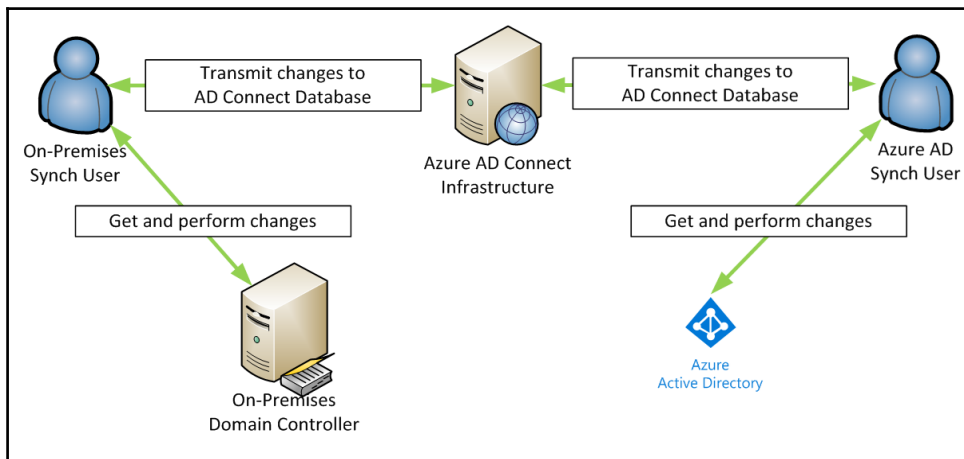 Transmit changes to
AD Connect Database
Transmit changes to
AD Connect Database
On-Premises
Synch User
Azure AD Connect
Infrastructure
Azure AD
Synch User
Get and perform changes
Get and perform changes
On-Premises
Domain Controller
Azure
Active Directory